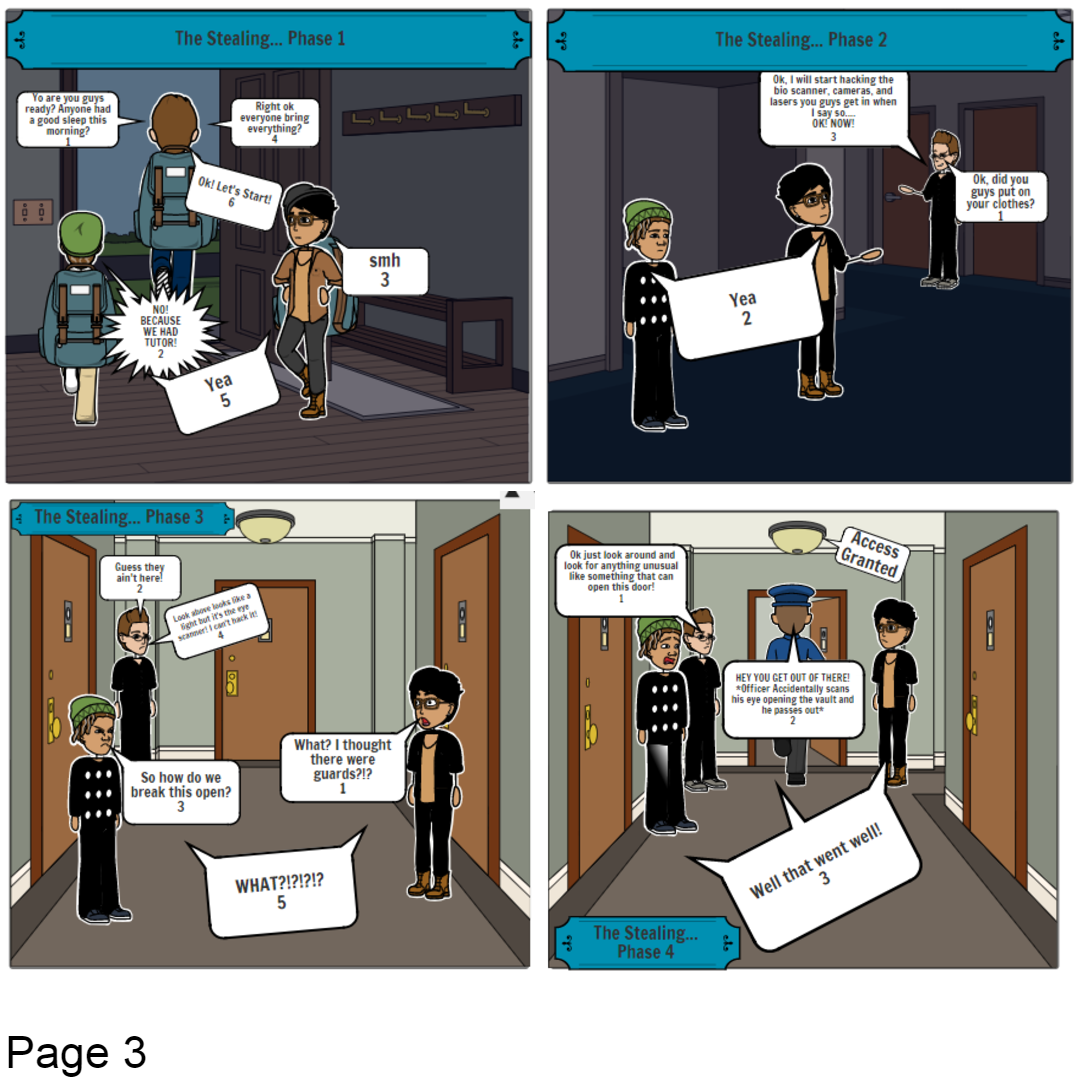 The Stealing... Phase 1
Yo are you guys
ready? Anyone had
a good sleep this
morning?
1
Right ok
everyone bring
everything?
4
Ok! Let's Start!
6
smh
3
NO!
BECAUSE
WE HAD
TUTOR!
2
Yea
5
The Stealing... Phase 2
Ok, I will start hacking the
bio scanner, cameras, and
lasers you guys get in when
I say so....
OK! NOW!
3
Ok, did you
guys put on
your clothes?
1
Yea
2
The Stealing... Phase 3
Guess they
ain't here!
2
Look above looks like a
light but it's the eye
scanner! I can't hack it!
4
What? I thought
there were
guards?!?
1
So how do we
break this open?
3
WHAT?!?!?!?
5
Ok just look around and
look for anything unusual
like something that can
open this door!
1
Access
Granted
HEY YOU GET OUT OF THERE!
*Officer Accidentally scans
his eye opening the vault and
he passes out*
2
Well that went well!
3
The Stealing...
Phase 4
Page 3